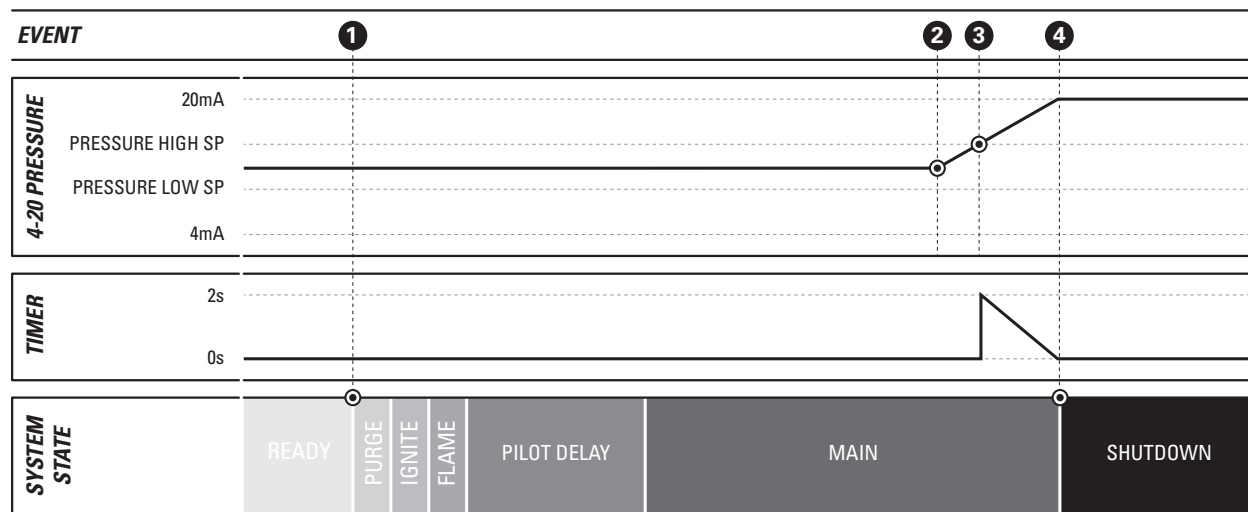 EVENT
1
2
3
4
4-20 PRESSURE
20mA
PRESSURE HIGH SP
PRESSURE LOW SP
4mA
TIMER
2s
0s
SYSTEM
STATE
READY
PURGE
IGNITE
FLAME
PILOT DELAY
MAIN
SHUTDOWN